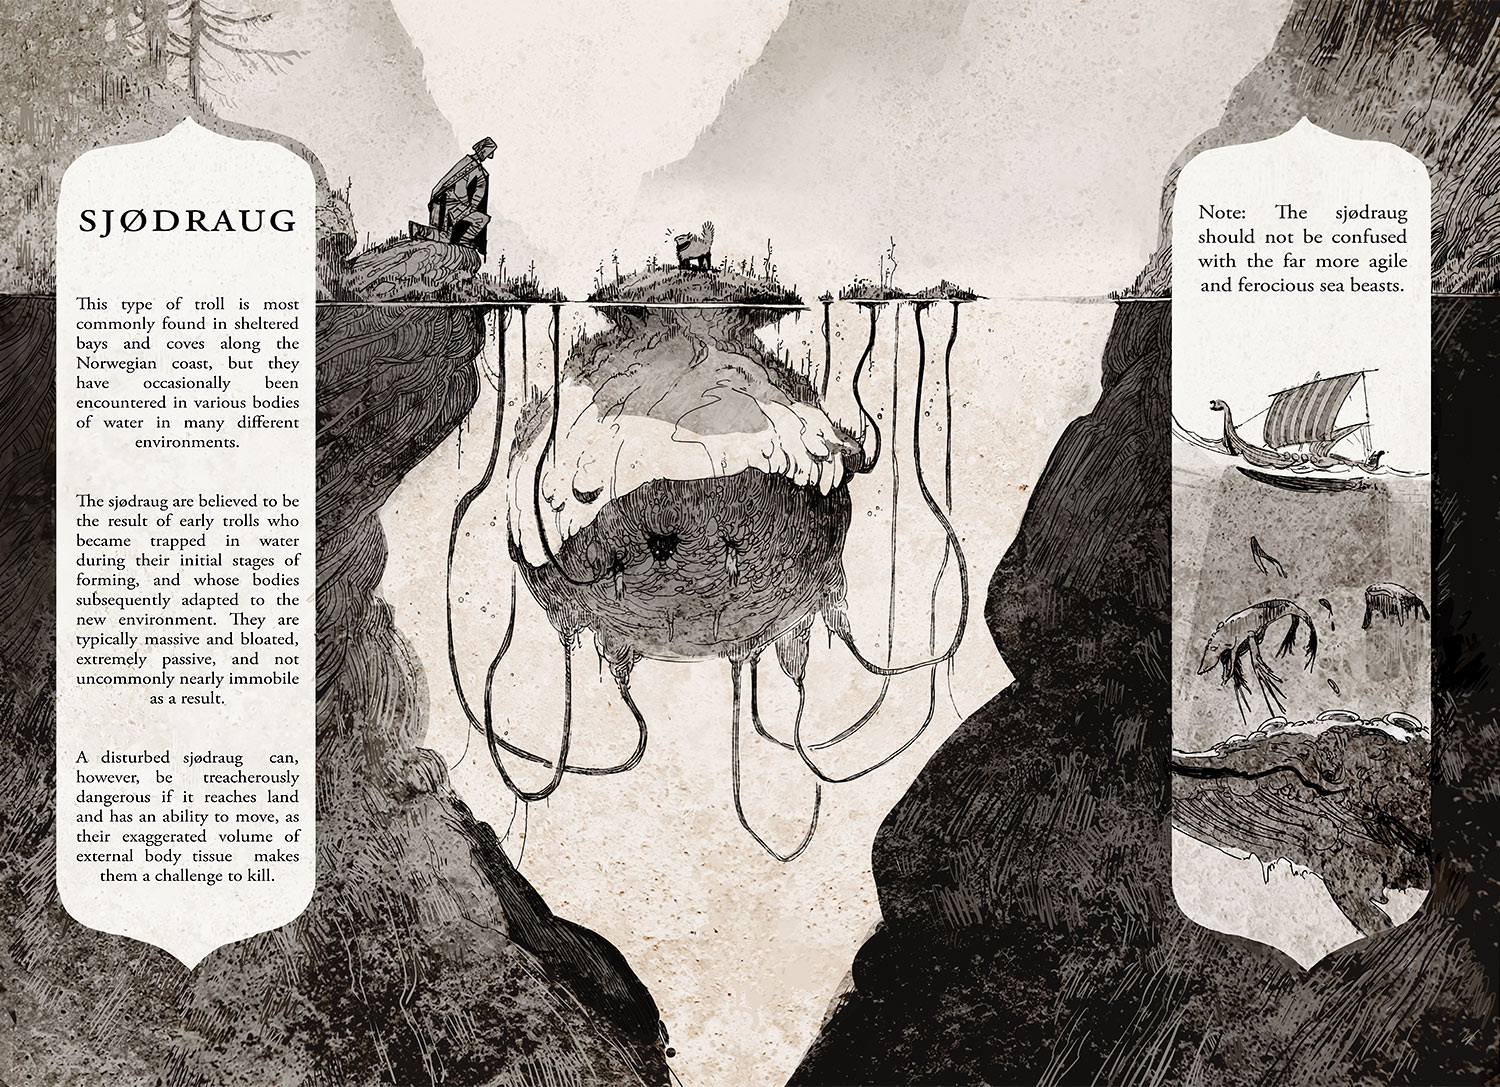 SJØDRAUG
This type of troll is most
commonly found in sheltered
bays and coves along the
Norwegian coast, but they
have occasionally been
encountered in various bodies
of water in many different
environments.
The sjødraug are believed to be
the result of early trolls who
became trapped in water
during their initial stages of
forming, and whose bodies
subsequently adapted to the
new environment. They are
typically massive and bloated,
extremely passive, and not
uncommonly nearly immobile
as a result.
A disturbed sjødraug can,
however, be treacherously
dangerous if it reaches land
and has an ability to move, as
their exaggerated volume of
external body tissue makes
them a challenge to kill.
Note: The sjødraug
should not be confused
with the far more agile
and ferocious sea beasts.